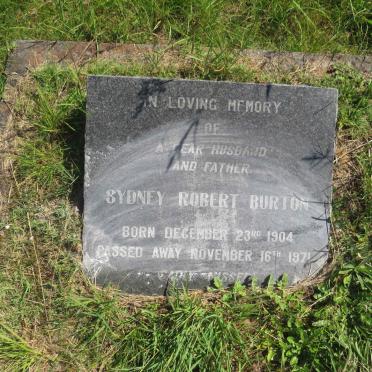 IN LOVING MEMORY
OF
A DEAR HUSBAND
AND FATHER
SYDNEY ROBERT BURTON
BORN DECEMBER 23RD 1904
PASSED AWAY NOVEMBER 16TH 1971